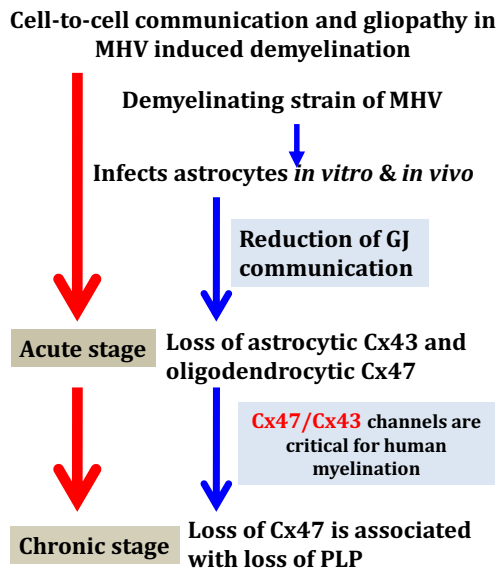 Cell-to-cell communication and gliopathy in
MHV induced demyelination
Demyelinating strain of MHV
Infects astrocytes in vitro & in vivo
Reduction of GJ
communication
Acute stage
Loss of astrocytic Cx43 and
oligodendrocytic Cx47
Cx47/Cx43 channels are
critical for human
myelination
Chronic stage
Loss of Cx47 is associated
with loss of PLP